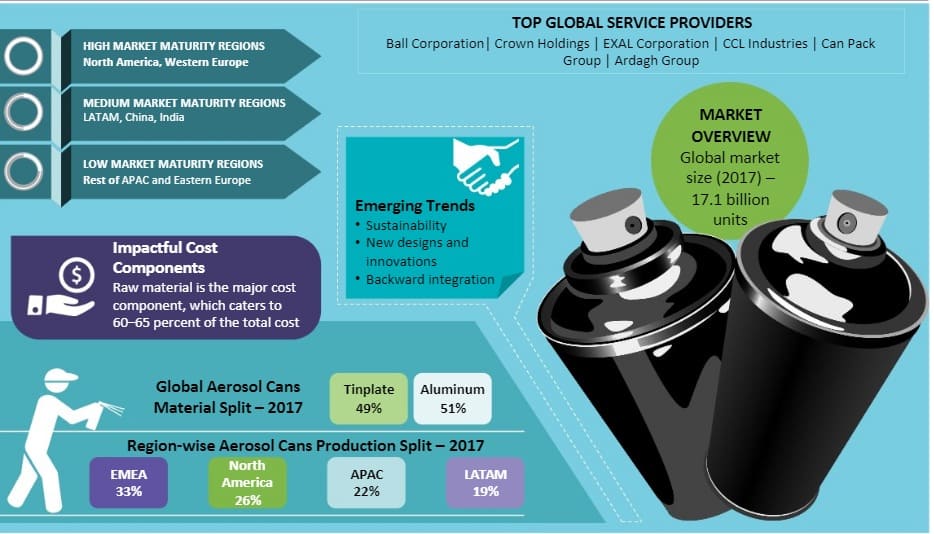 TOP GLOBAL SERVICE PROVIDERS
Ball Corporation| Crown Holdings | EXAL Corporation | CCL Industries | Can Pack
Group | Ardagh Group
HIGH MARKET MATURITY REGIONS
North America, Western Europe
MEDIUM MARKET MATURITY REGIONS
LATAM, China, India
LOW MARKET MATURITY REGIONS
Rest of APAC and Eastern Europe
MARKET
OVERVIEW
Global market
size (2017) –
17.1 billion
units
Emerging Trends
• Sustainability
• New designs and
innovations
• Backward integration
Impactful Cost
Components
Raw material is the major cost
component, which caters to
60–65 percent of the total cost
$
Global Aerosol Cans
Material Split – 2017
Tinplate
49%
Aluminum
51%
Region-wise Aerosol Cans Production Split – 2017
EMEA
33%
North
America
26%
APAC
22%
LATAM
19%